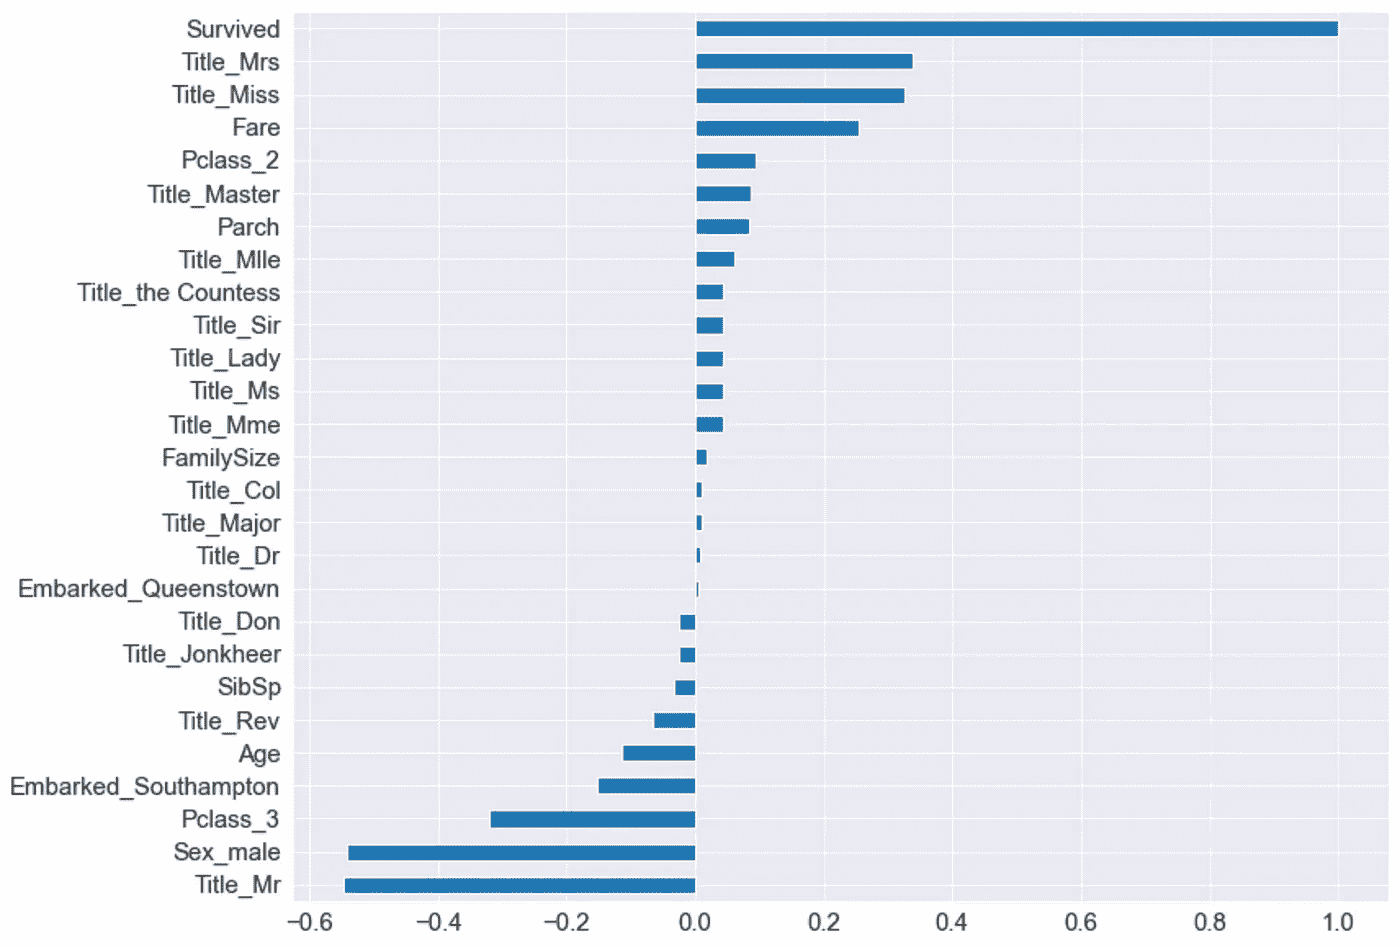 Survived
Title_Mrs
Title_Miss
Fare
Pclass_2
Title_Master
Parch
Title_Mlle
Title_the Countess
Title_Sir
Title_Lady
Title_Ms
Title_Mme
FamilySize
Title_Col
Title_Major
Title_Dr
Embarked_Queenstown
Title_Don
Title_Jonkheer
SibSp
Title_Rev
Age
Embarked_Southampton
Pclass_3
Sex_male
Title_Mr
−0.6 −0.4 −0.2 0.0 0.2 0.4 0.6 0.8 1.0